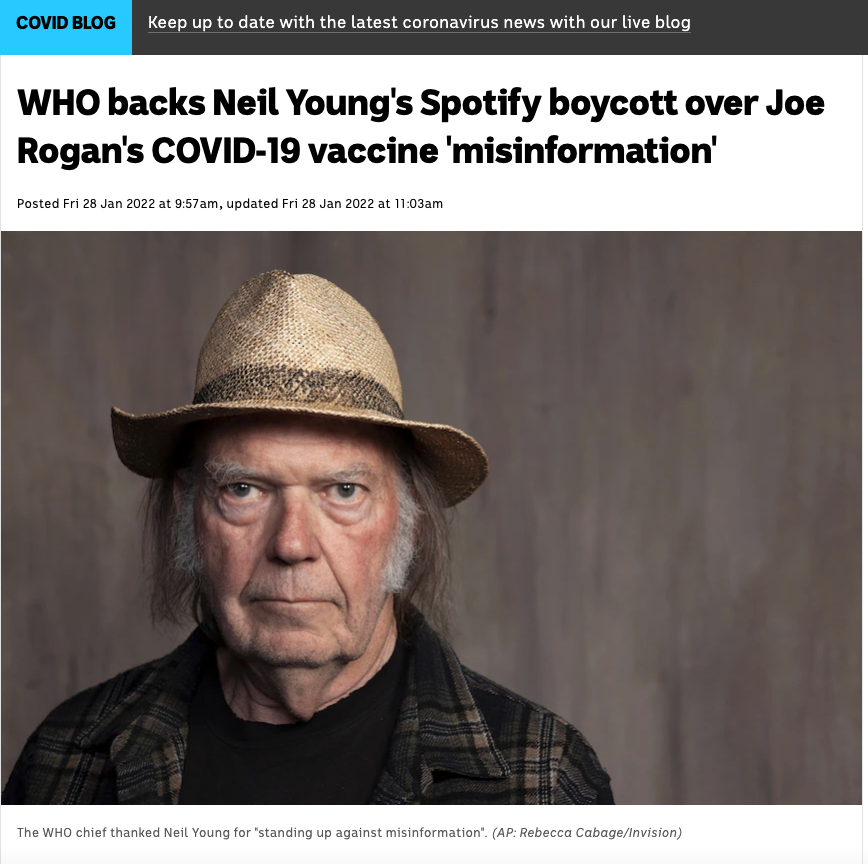 COVID BLOG Keep up to date with the latest coronavirus news with our live blog
WHO backs Neil Young's Spotify boycott over Joe
Rogan's COVID-19 vaccine 'misinformation'
Posted Fri 28 Jan 2022 at 9:57am, updated Fri 28 Jan 2022 at 11:03am
The WHO chief thanked Neil Young for "standing up against misinformation". (AP: Rebecca Cabage/Invision)